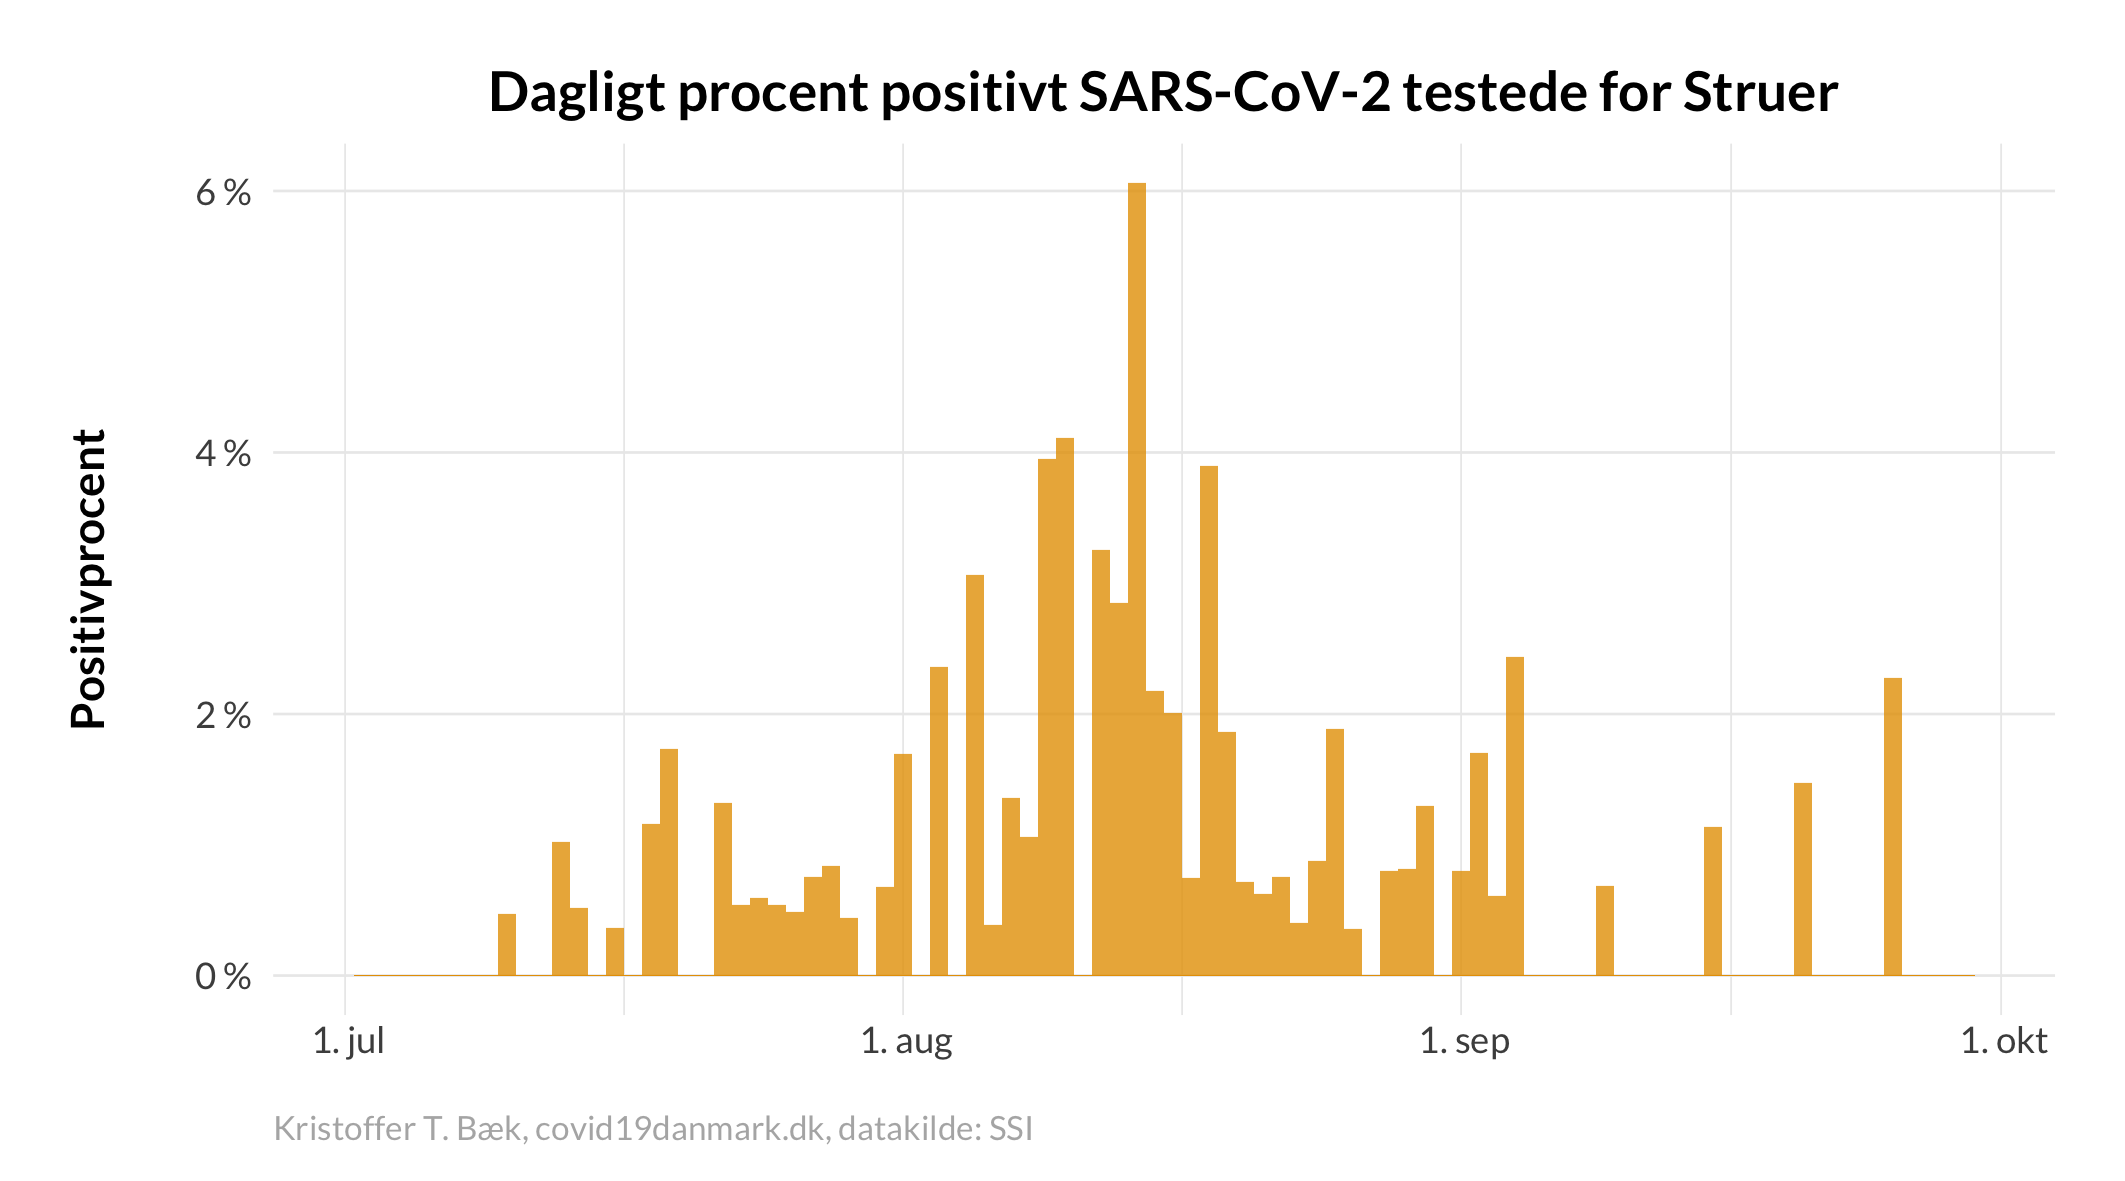 Dagligt procent positivt SARS-CoV-2 testede for Struer
Positivprocent
6 %
4 %
2 %
0 %
1. jul
1. aug
1. sep
1. okt
Kristoffer T. Bæk, covid19danmark.dk, datakilde: SSI